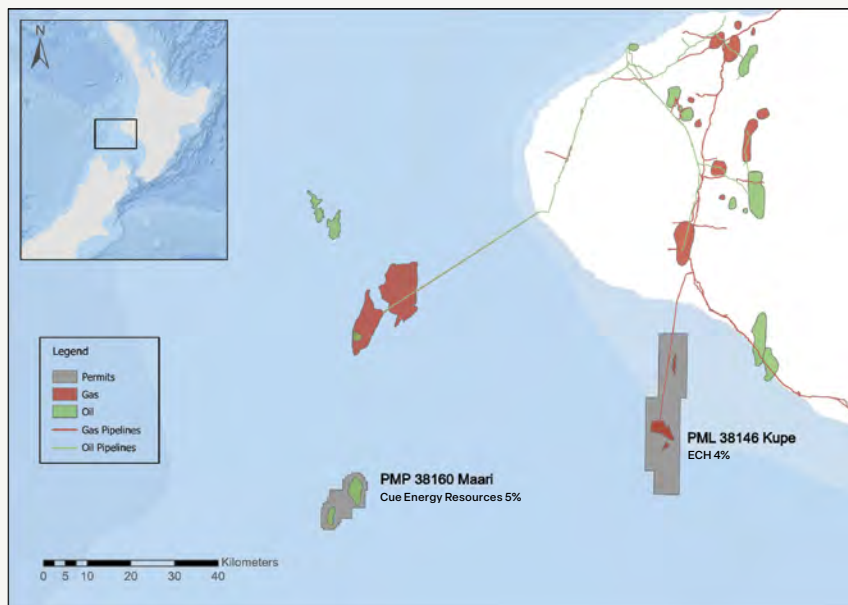 N
Legend
Permits
Gas
Oil
Gas Pipelines
Oil Pipelines
PML 38146 Kupe
ECH 4%
PMP 38160 Maari
Cue Energy Resources 5%
Kilometers
0 5 10 20 30 40